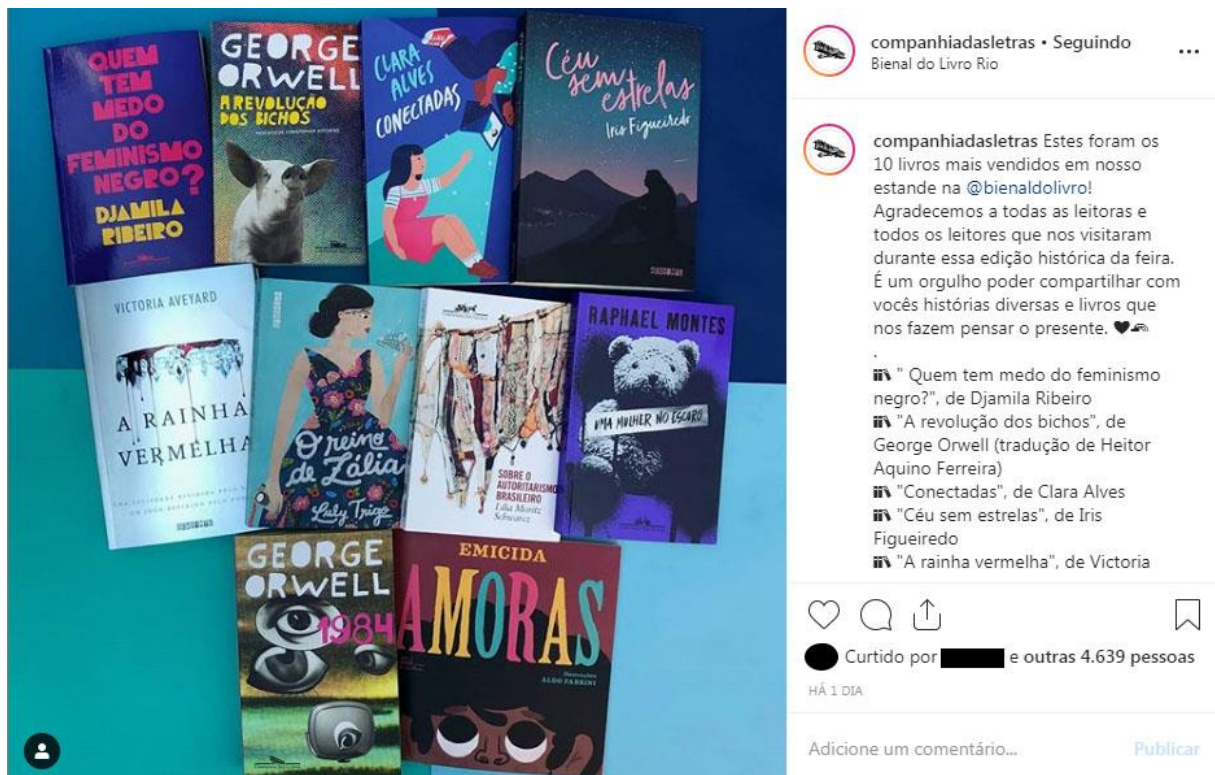 QUEM
TEM
MEDO
DO
FEMINISMO
NEGRO?
DJAMILA
RIBEIRO
GEORGE
ORWELL
A REVOLUÇÃO
DOS BICHOS
CLARA
ALVES
CONECTADAS
Céu
sem
estrelas
Iris Figueiredo
VICTORIA AVEYARD
A RAINHA
VERMELHA
O reino
de Zália
Luly Trigo
SOBRE O
AUTORITARISMO
BRASILEIRO
Lilia Moritz
Schwarcz
RAPHAEL MONTES
UMA MULHER NO ESCURO
GEORGE
ORWELL
1984
EMICIDA
AMORAS
Ilustrações
ALDO FABRINI
companhiadasletras • Seguindo
Bienal do Livro Rio
companhiadasletras Estes foram os
10 livros mais vendidos em nosso
estande na @bienaldolivro!
Agradecemos a todas as leitoras e
todos os leitores que nos visitaram
durante essa edição histórica da feira.
É um orgulho poder compartilhar com
vocês histórias diversas e livros que
nos fazem pensar o presente.
.
" Quem tem medo do feminismo
negro?", de Djamila Ribeiro
"A revolução dos bichos", de
George Orwell (tradução de Heitor
Aquino Ferreira)
"Conectadas", de Clara Alves
"Céu sem estrelas", de Iris
Figueiredo
"A rainha vermelha", de Victoria
Curtido por e outras 4.639 pessoas
HÁ 1 DIA
Adicione um comentário...
Publicar